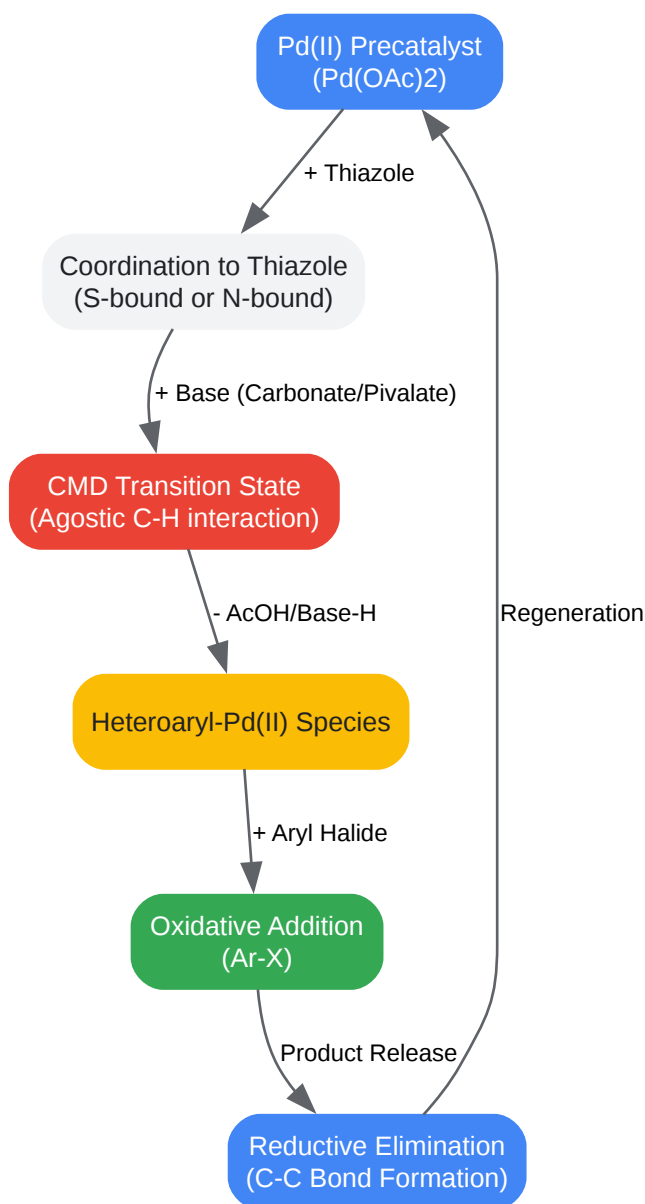 Pd(II) Precatalyst
(Pd(OAc)2)
+ Thiazole
Coordination to Thiazole
(S-bound or N-bound)
+ Base (Carbonate/Pivalate)
CMD Transition State
(Agostic C-H interaction)
- AcOH/Base-H
Regeneration
Heteroaryl-Pd(II) Species
+ Aryl Halide
Oxidative Addition
(Ar-X)
Product Release
Reductive Elimination
(C-C Bond Formation)